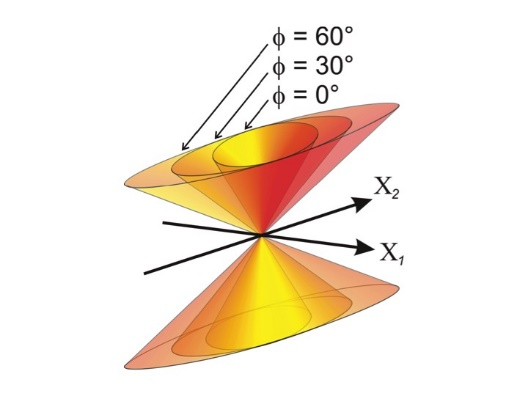 ϕ = 60°
ϕ = 30°
ϕ = 0°
X₂
X₁